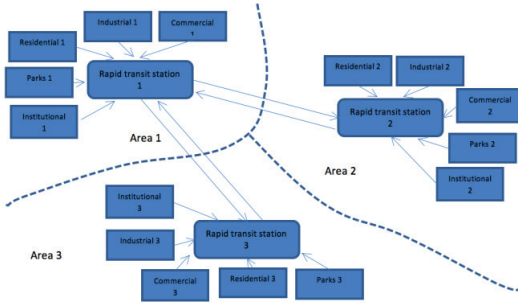 Industrial 1
Commercial
1
Residential 1
Rapid transit station
1
Parks 1
Institutional
1
Area 1
Residential 2
Industrial 2
Commercial
2
Rapid transit station
2
Parks 2
Institutional
2
Area 2
Institutional
3
Industrial 3
Rapid transit station
3
Commercial
3
Residential 3
Parks 3
Area 3